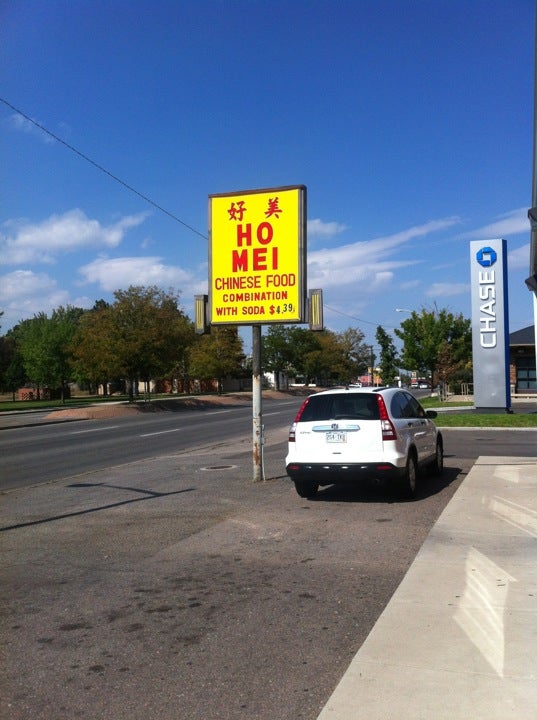 好 美
HO
MEI
CHINESE FOOD
COMBINATION
WITH SODA $4.39
CHASE